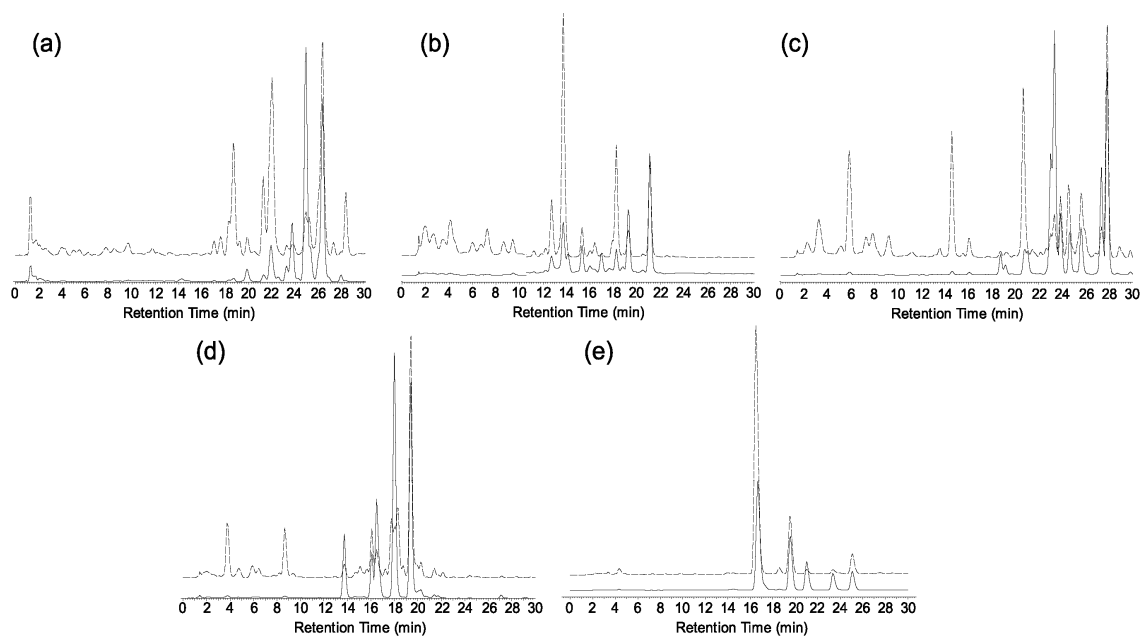 (a) (b) (c)
0 2 4 6 8 10 12 14 16 18 20 22 24 26 28 30 0 2 4 6 8 10 12 14 16 18 20 22 24 26 28 30 0 2 4 6 8 10 12 14 16 18 20 22 24 26 28 30
Retention Time (min) Retention Time (min) Retention Time (min)
(d) (e)
0 2 4 6 8 10 12 14 16 18 20 22 24 26 28 30 0 2 4 6 8 10 12 14 16 18 20 22 24 26 28 30
Retention Time (min) Retention Time (min)